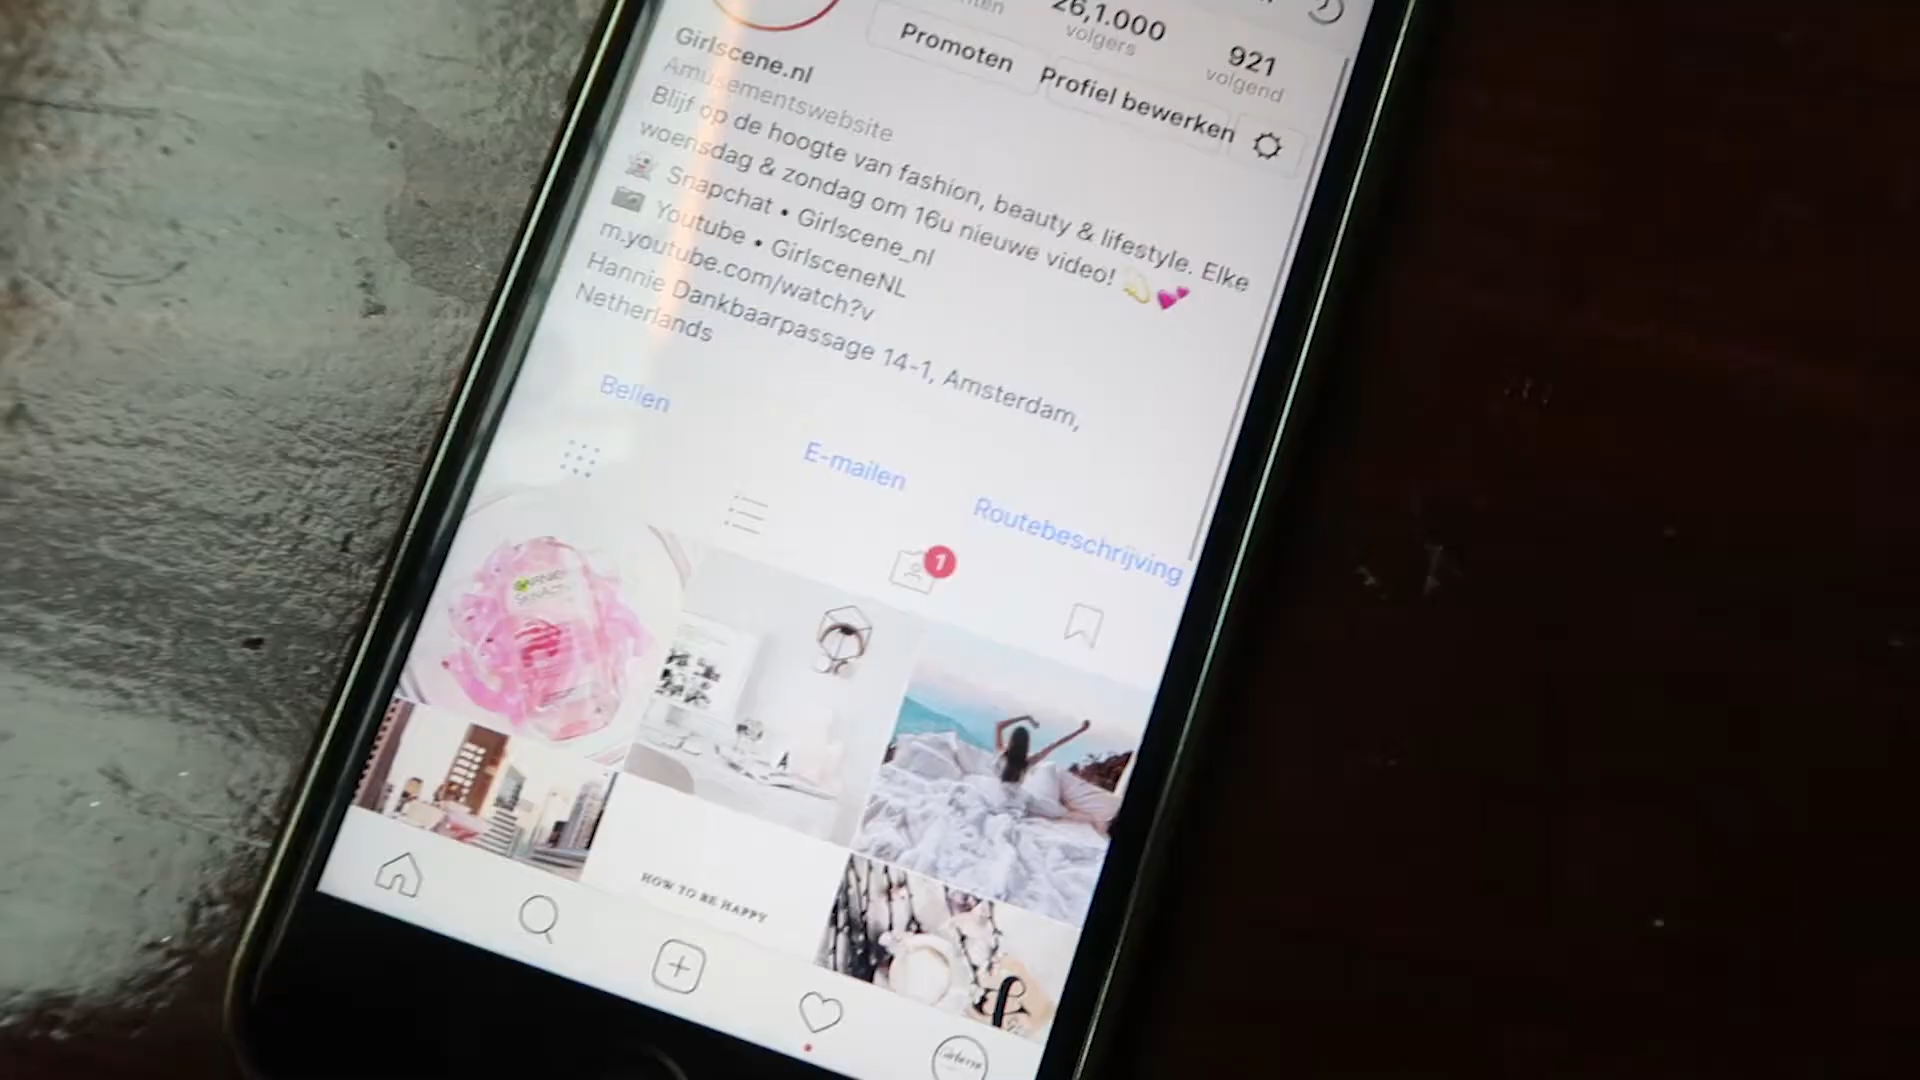 26,1.000
volgers
921
volgend
Promoten
Profiel bewerken
Girlscene.nl
Amusementswebsite
Blijf op de hoogte van fashion, beauty & lifestyle. Elke
woensdag & zondag om 16u nieuwe video! 💫💕
👻 Snapchat • Girlscene_nl
📷 Youtube • GirlsceneNL
m.youtube.com/watch?v
Hannie Dankbaarpassage 14-1, Amsterdam,
Netherlands
Bellen
E-mailen
Routebeschrijving
1
GARNIER
A
HOW TO BE HAPPY
&